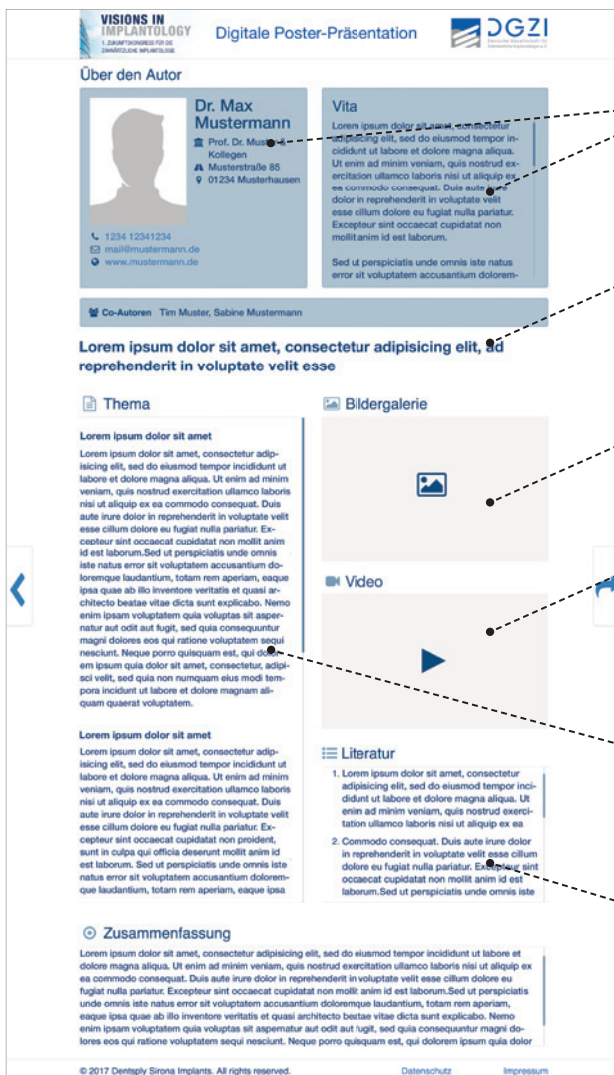 VISIONS IN
IMPLANTOLOGY
1. ZUKUNFTSKONGRESS FÜR DIE
ZAHNÄRZTLICHE IMPLANTOLOGIE
Digitale Poster-Präsentation
DGZI
Deutsche Gesellschaft für
Zahnärztliche Implantologie e.V.
Über den Autor
Dr. Max
Mustermann
Prof. Dr. Muster &
Kollegen
Musterstraße 85
01234 Musterhausen
1234 12341234
mail@mustermann.de
www.mustermann.de
Vita
Lorem ipsum dolor sit amet, consectetur
adipisicing elit, sed do eiusmod tempor in-
cididunt ut labore et dolore magna aliqua.
Ut enim ad minim veniam, quis nostrud ex-
ercitation ullamco laboris nisi ut aliquip ex
ea commodo consequat. Duis aute irure
dolor in reprehenderit in voluptate velit
esse cillum dolore eu fugiat nulla pariatur.
Excepteur sint occaecat cupidatat non
mollitanim id est laborum.
Sed ut perspiciatis unde omnis iste natus
error sit voluptatem accusantium dolorem-
Co-Autoren Tim Muster, Sabine Mustermann
Lorem ipsum dolor sit amet, consectetur adipisicing elit, ad
reprehenderit in voluptate velit esse
Thema
Lorem ipsum dolor sit amet
Lorem ipsum dolor sit amet, consectetur adip-
isicing elit, sed do eiusmod tempor incididunt ut
labore et dolore magna aliqua. Ut enim ad minim
veniam, quis nostrud exercitation ullamco laboris
nisi ut aliquip ex ea commodo consequat. Duis
aute irure dolor in reprehenderit in voluptate velit
esse cillum dolore eu fugiat nulla pariatur. Ex-
cepteur sint occaecat cupidatat non mollit anim
id est laborum.Sed ut perspiciatis unde omnis
iste natus error sit voluptatem accusantium do-
loremque laudantium, totam rem aperiam, eaque
ipsa quae ab illo inventore veritatis et quasi ar-
chitecto beatae vitae dicta sunt explicabo. Nemo
enim ipsam voluptatem quia voluptas sit asper-
natur aut odit aut fugit, sed quia consequuntur
magni dolores eos qui ratione voluptatem sequi
nesciunt. Neque porro quisquam est, qui dolor-
em ipsum quia dolor sit amet, consectetur, adipi-
sci velit, sed quia non numquam eius modi tem-
pora incidunt ut labore et dolore magnam ali-
quam quaerat voluptatem.
Lorem ipsum dolor sit amet
Lorem ipsum dolor sit amet, consectetur adip-
isicing elit, sed do eiusmod tempor incididunt ut
labore et dolore magna aliqua. Ut enim ad minim
veniam, quis nostrud exercitation ullamco laboris
nisi ut aliquip ex ea commodo consequat. Duis
aute irure dolor in reprehenderit in voluptate velit
esse cillum dolore eu fugiat nulla pariatur. Ex-
cepteur sint occaecat cupidatat non proident,
sunt in culpa qui officia deserunt mollit anim id
est laborum. Sed ut perspiciatis unde omnis iste
natus error sit voluptatem accusantium dolorem-
que laudantium, totam rem aperiam, eaque ipsa
Bildergalerie
Video
Literatur
1. Lorem ipsum dolor sit amet, consectetur
adipisicing elit, sed do eiusmod tempor inci-
didunt ut labore et dolore magna aliqua. Ut
enim ad minim veniam, quis nostrud exerci-
tation ullamco laboris nisi ut aliquip ex ea
2. Commodo consequat. Duis aute irure dolor
in reprehenderit in voluptate velit esse cillum
dolore eu fugiat nulla pariatur. Excepteur sint
occaecat cupidatat non mollit anim id est
laborum.Sed ut perspiciatis unde omnis iste
Zusammenfassung
Lorem ipsum dolor sit amet, consectetur adipisicing elit, sed do eiusmod tempor incididunt ut labore et
dolore magna aliqua. Ut enim ad minim veniam, quis nostrud exercitation ullamco laboris nisi ut aliquip ex
ea commodo consequat. Duis aute irure dolor in reprehenderit in voluptate velit esse cillum dolore eu
fugiat nulla pariatur. Excepteur sint occaecat cupidatat non mollit anim id est laborum.Sed ut perspiciatis
unde omnis iste natus error sit voluptatem accusantium doloremque laudantium, totam rem aperiam,
eaque ipsa quae ab illo inventore veritatis et quasi architecto beatae vitae dicta sunt explicabo. Nemo
enim ipsam voluptatem quia voluptas sit aspernatur aut odit aut fugit, sed quia consequuntur magni do-
lores eos qui ratione voluptatem sequi nesciunt. Neque porro quisquam est, qui dolorem ipsum quia dolor
© 2017 Dentsply Sirona Implants. All rights reserved.
Datenschutz
Impressum